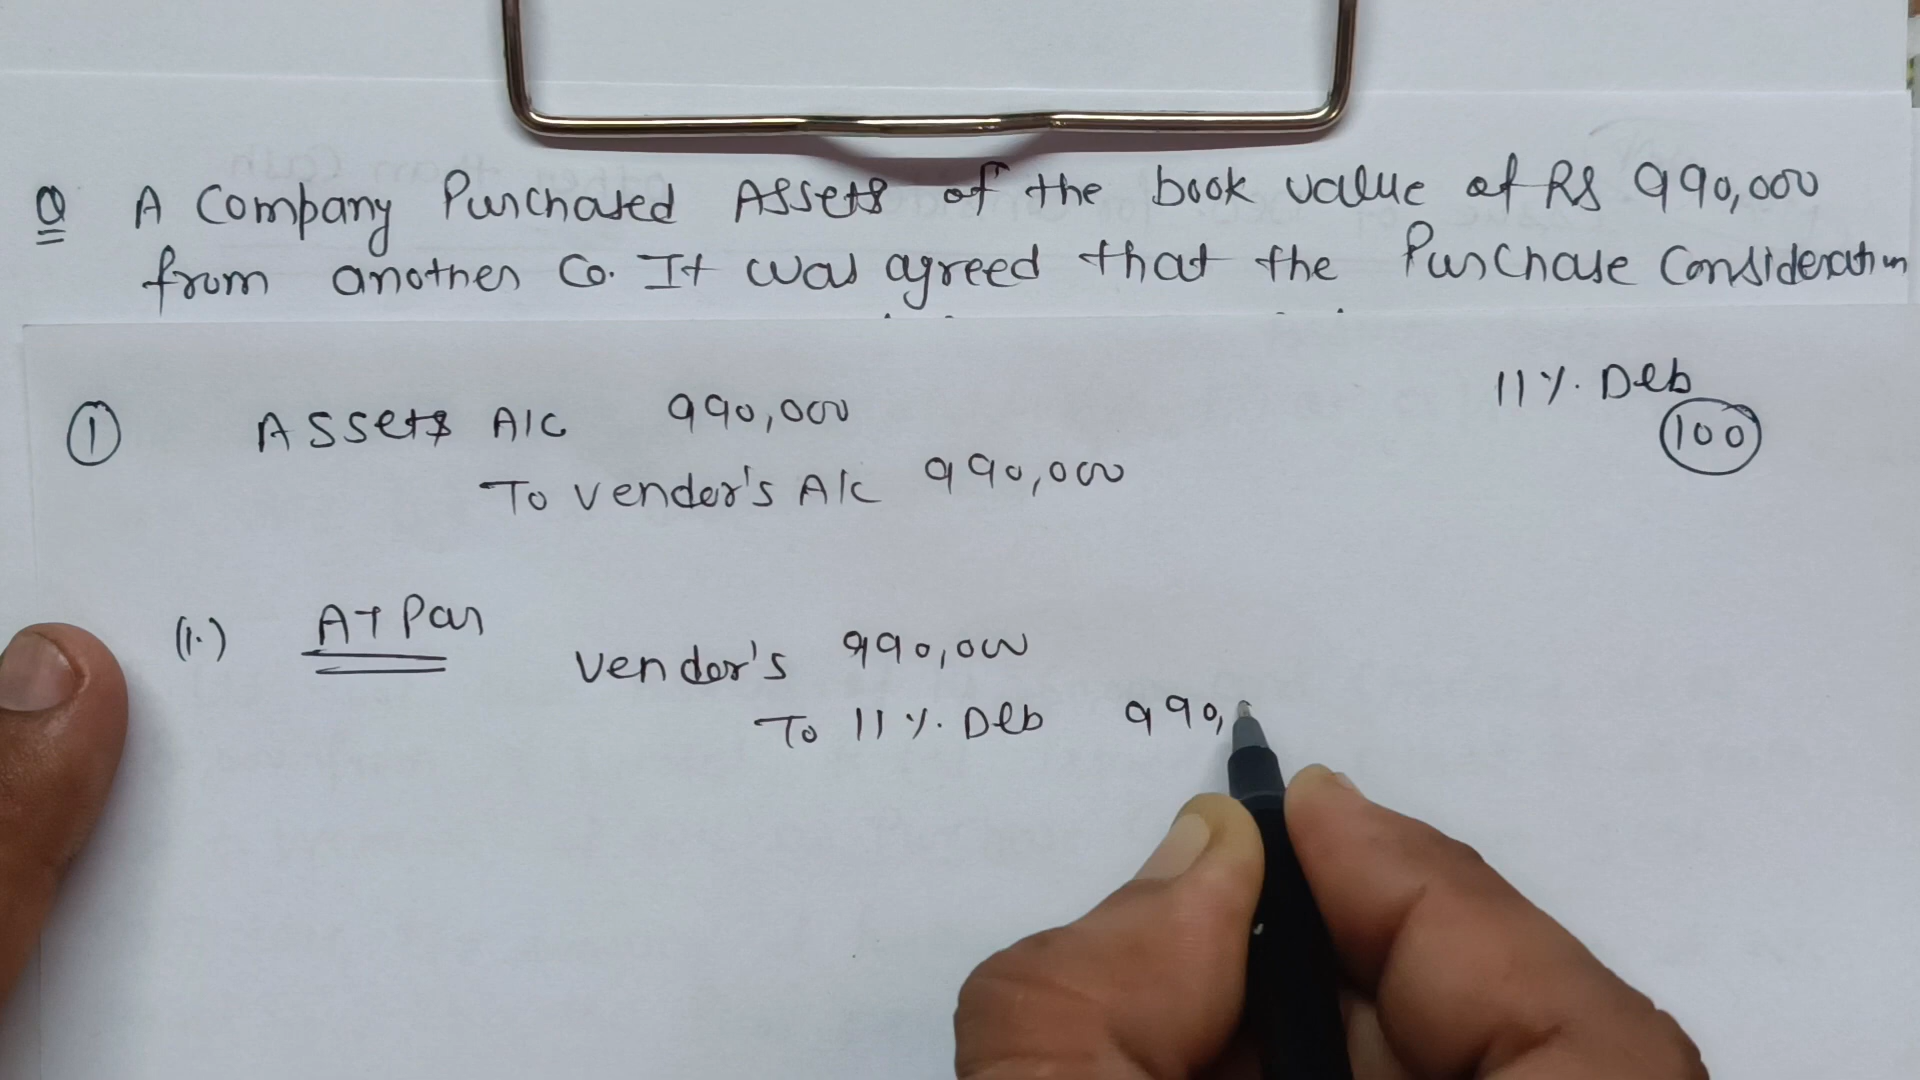 Q A Company Purchased Assets of the book value of Rs 990,000
from another Co. It was agreed that the Purchase Consideration
11 %. Deb
100
1 Assets A/c 990,000
To vendor's A/c 990,000
(1.) At Par
vendor's 990,000
To 11 %. Deb 990,